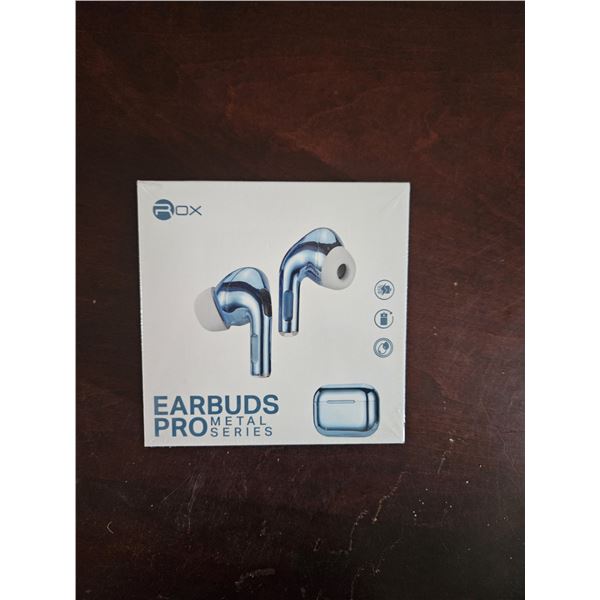 ROX
EARBUDS
PRO METAL
SERIES